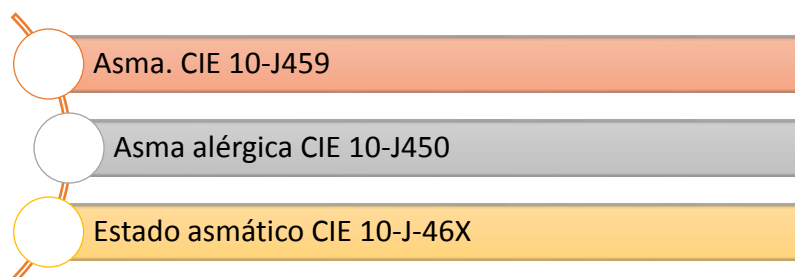 Asma. CIE 10-J459
Asma alérgica CIE 10-J450
Estado asmático CIE 10-J-46X